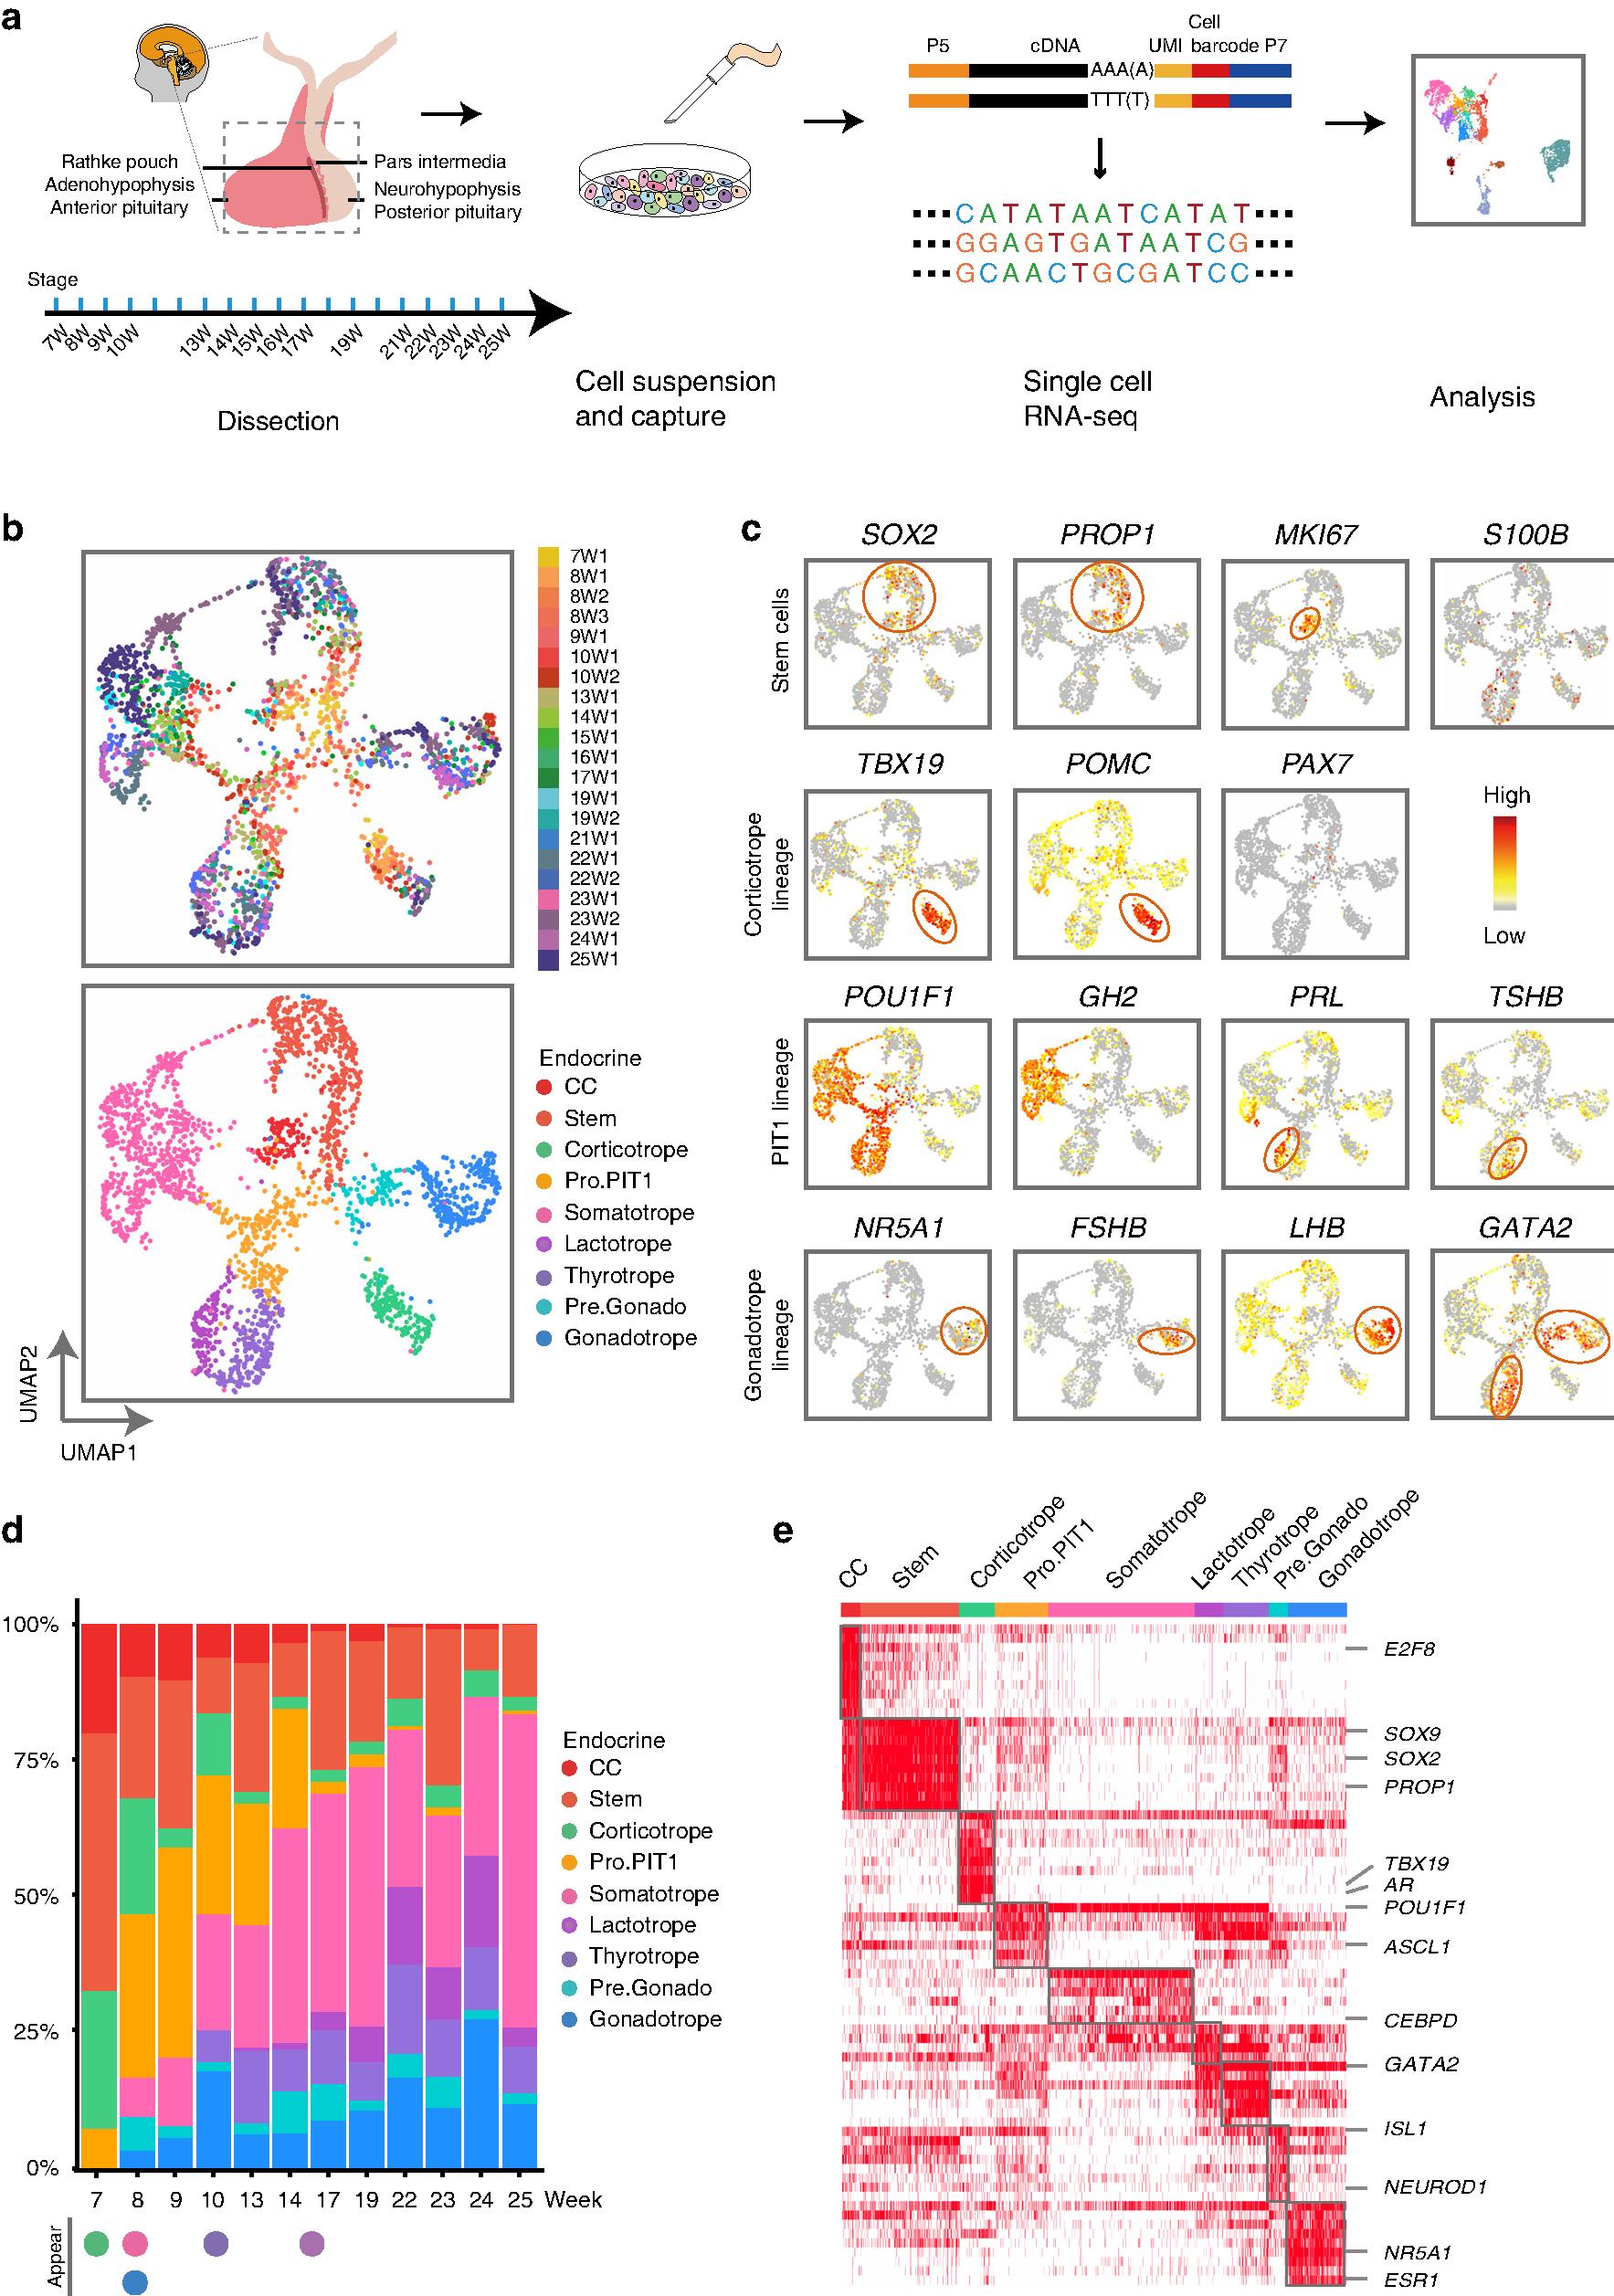 a
Rathke pouch
Adenohypophysis
Anterior pituitary
Pars intermedia
Neurohypophysis
Posterior pituitary
P5
cDNA
UMI
Cell
barcode
P7
AAA(A)
TTT(T)
CATATAATCATAT
GGAGTGATAATCG
GCAACTGCGATCC
Stage
7W
8W
9W
10W
13W
14W
15W
16W
17W
19W
21W
22W
23W
24W
25W
Dissection
Cell suspension
and capture
Single cell
RNA-seq
Analysis
b
7W1
8W1
8W2
8W3
9W1
10W1
10W2
13W1
14W1
15W1
16W1
17W1
19W1
19W2
21W1
22W1
22W2
23W1
23W2
24W1
25W1
Endocrine
CC
Stem
Corticotrope
Pro.PIT1
Somatotrope
Lactotrope
Thyrotrope
Pre.Gonado
Gonadotrope
UMAP2
UMAP1
c
SOX2
PROP1
MKI67
S100B
Stem cells
TBX19
POMC
PAX7
Corticotrope
lineage
High
Low
POU1F1
GH2
PRL
TSHB
PIT1 lineage
NR5A1
FSHB
LHB
GATA2
Gonadotrope
lineage
d
100%
75%
50%
25%
0%
7
8
9
10
13
14
17
19
22
23
24
25
Week
Appear
Endocrine
CC
Stem
Corticotrope
Pro.PIT1
Somatotrope
Lactotrope
Thyrotrope
Pre.Gonado
Gonadotrope
e
CC
Stem
Corticotrope
Pro.PIT1
Somatotrope
Lactotrope
Thyrotrope
Pre.Gonado
Gonadotrope
E2F8
SOX9
SOX2
PROP1
TBX19
AR
POU1F1
ASCL1
CEBPD
GATA2
ISL1
NEUROD1
NR5A1
ESR1